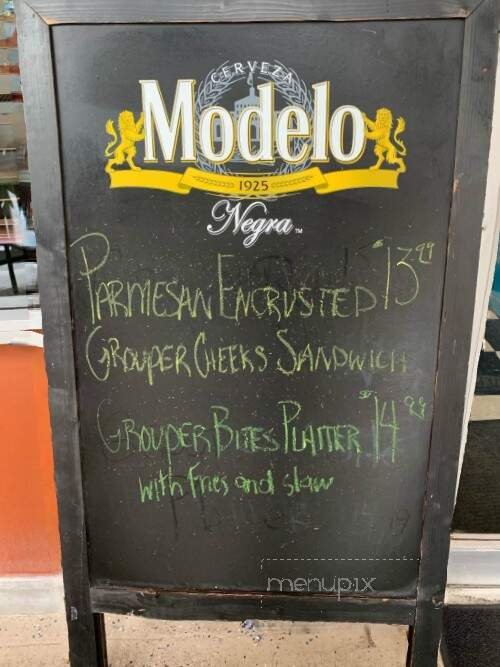 CERVEZA
Modelo
1925
Negra™
PARMESAN ENCRUSTED $13.99
GROUPER CHEEKS SANDWICH
GROUPER BITES PLATTER $14.99
with Fries and slaw
menupix